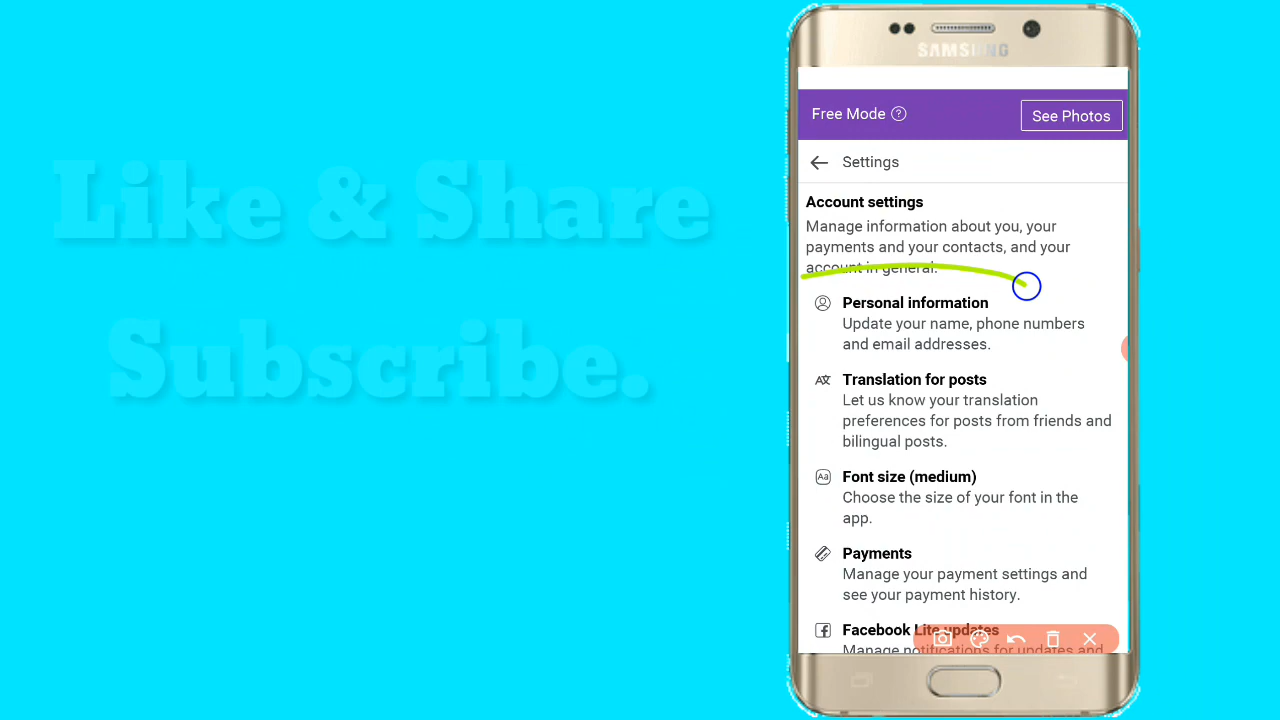 Like & Share
Subscribe.
SAMSUNG
Free Mode ?
See Photos
Settings
Account settings
Manage information about you, your
payments and your contacts, and your
account in general.
Personal information
Update your name, phone numbers
and email addresses.
Translation for posts
Let us know your translation
preferences for posts from friends and
bilingual posts.
Aa
Font size (medium)
Choose the size of your font in the
app.
Payments
Manage your payment settings and
see your payment history.
Facebook Lite updates
Manage notifications for updates and